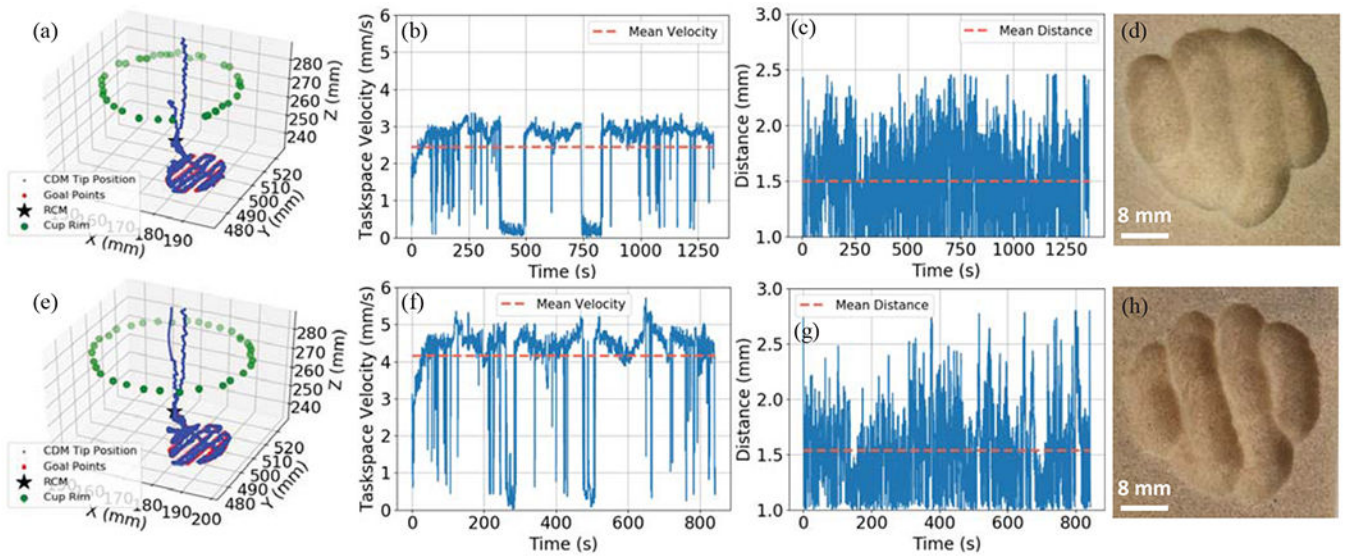 (a)
280
270
260
250
240
Z (mm)
520
510
500
490
480
Y (mm)
160
170
180
190
X (mm)
CDM Tip Position
Goal Points
RCM
Cup Rim
(b)
Mean Velocity
6
5
4
3
2
1
0
Taskspace Velocity (mm/s)
0 250 500 750 1000 1250
Time (s)
(c)
Mean Distance
3.0
2.5
2.0
1.5
1.0
Distance (mm)
0 250 500 750 1000 1250
Time (s)
(d)
8 mm
(e)
280
270
260
250
240
Z (mm)
520
510
500
490
480
Y (mm)
160
170
180
190
200
X (mm)
CDM Tip Position
Goal Points
RCM
Cup Rim
(f)
Mean Velocity
6
5
4
3
2
1
0
Taskspace Velocity (mm/s)
0 200 400 600 800
Time (s)
(g)
Mean Distance
3.0
2.5
2.0
1.5
1.0
Distance (mm)
0 200 400 600 800
Time (s)
(h)
8 mm